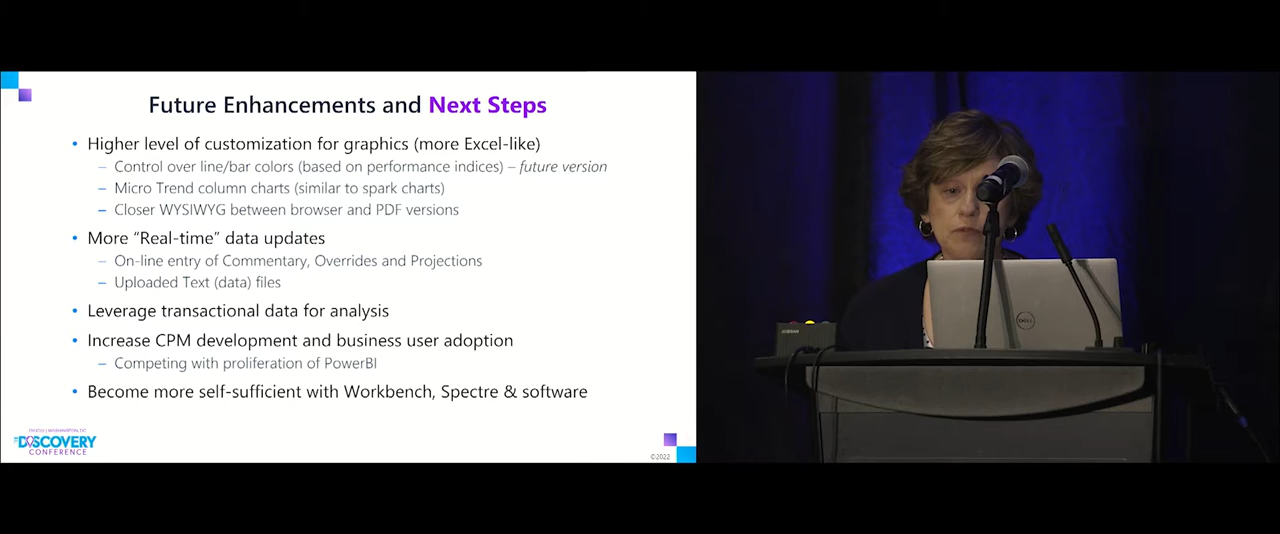 Future Enhancements and Next Steps
• Higher level of customization for graphics (more Excel-like)
– Control over line/bar colors (based on performance indices) – future version
– Micro Trend column charts (similar to spark charts)
– Closer WYSIWYG between browser and PDF versions
• More “Real-time” data updates
– On-line entry of Commentary, Overrides and Projections
– Uploaded Text (data) files
• Leverage transactional data for analysis
• Increase CPM development and business user adoption
– Competing with proliferation of PowerBI
• Become more self-sufficient with Workbench, Spectre & software
DISCOVERY
CONFERENCE
©2022
DELL